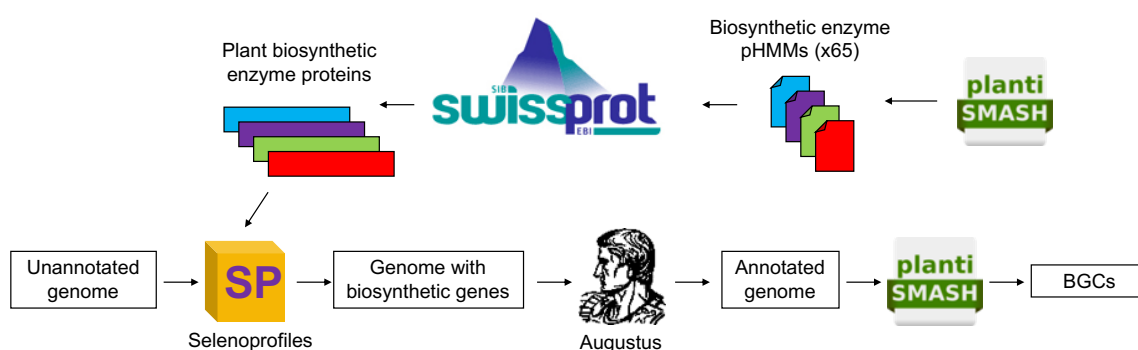 Plant biosynthetic
enzyme proteins
SIB
swissprot
EBI
Biosynthetic enzyme
pHMMs (x65)
planti
SMASH
Unannotated
genome
SP
Selenoprofiles
Genome with
biosynthetic genes
Augustus
Annotated
genome
planti
SMASH
BGCs